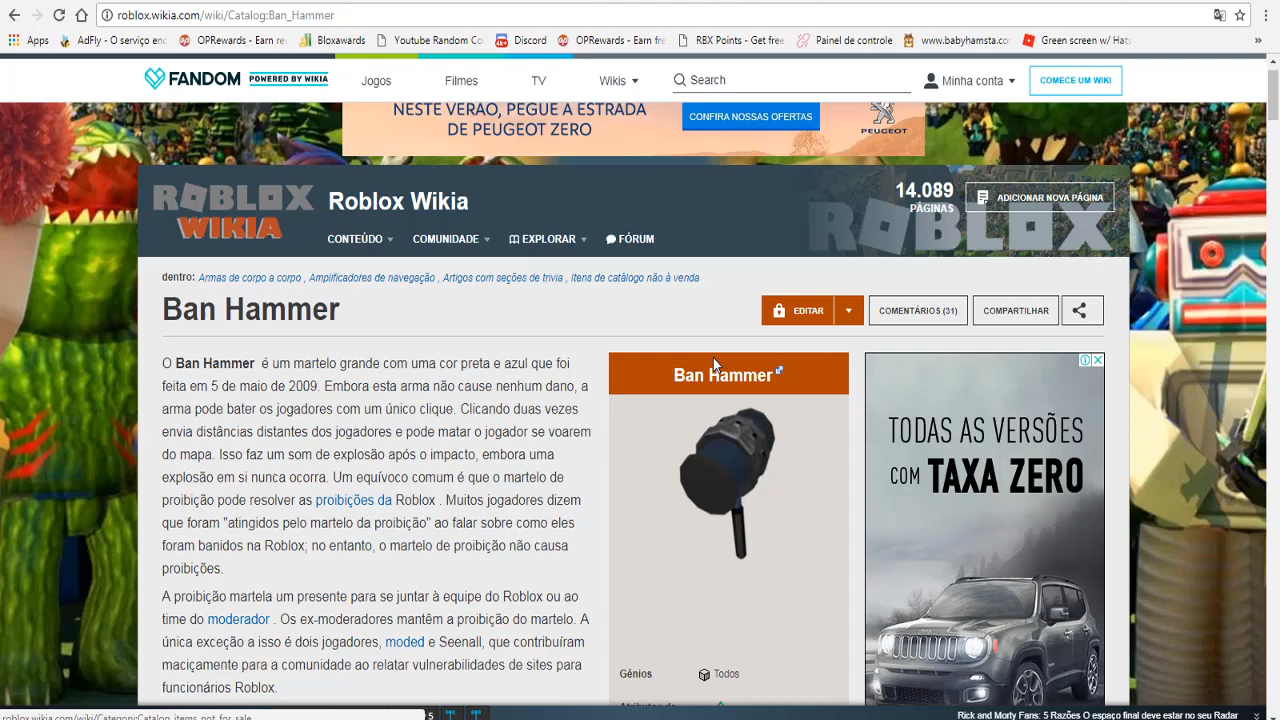 roblox.wikia.com/wiki/Catalog:Ban_Hammer
Apps
AdFly - O serviço enc
OPRewards - Earn rev
Bloxawards
Youtube Random Co
Discord
OPRewards - Earn fre
RBX Points - Get free
Painel de controle
www.babyhamsta.co
Green screen w/ Hats
»
FANDOM
POWERED BY WIKIA
Jogos
Filmes
TV
Wikis
Search
Minha conta
COMECE UM WIKI
NESTE VERÃO, PEGUE A ESTRADA
DE PEUGEOT ZERO
CONFIRA NOSSAS OFERTAS
PEUGEOT
ROBLOX
WIKIA
Roblox Wikia
14.089
PÁGINAS
ADICIONAR NOVA PÁGINA
ROBLOX
CONTEÚDO
COMUNIDADE
EXPLORAR
FÓRUM
dentro: Armas de corpo a corpo , Amplificadores de navegação , Artigos com seções de trivia , Itens de catálogo não à venda
Ban Hammer
EDITAR
COMENTÁRIOS (31)
COMPARTILHAR
O Ban Hammer é um martelo grande com uma cor preta e azul que foi
feita em 5 de maio de 2009. Embora esta arma não cause nenhum dano, a
arma pode bater os jogadores com um único clique. Clicando duas vezes
envia distâncias distantes dos jogadores e pode matar o jogador se voarem
do mapa. Isso faz um som de explosão após o impacto, embora uma
explosão em si nunca ocorra. Um equívoco comum é que o martelo de
proibição pode resolver as proibições da Roblox . Muitos jogadores dizem
que foram "atingidos pelo martelo da proibição" ao falar sobre como eles
foram banidos na Roblox; no entanto, o martelo de proibição não causa
proibições.
A proibição martela um presente para se juntar à equipe do Roblox ou ao
time do moderador . Os ex-moderadores mantêm a proibição do martelo. A
única exceção a isso é dois jogadores, moded e Seenall, que contribuíram
maciçamente para a comunidade ao relatar vulnerabilidades de sites para
funcionários Roblox.
Ban Hammer
Gênios
Todos
TODAS AS VERSÕES
COM TAXA ZERO
roblox.wikia.com/wiki/Category:Catalog_items_not_for_sale
5
Rick and Morty Fans: 5 Razões O espaço final deve estar no seu Radar